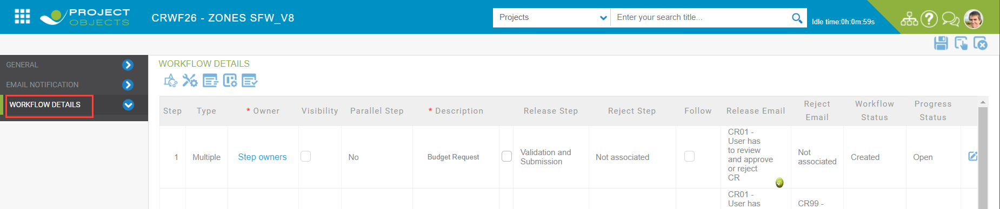 PROJECT
OBJECTS
CRWF26 - ZONES SFW_V8
Projects
Enter your search title...
Idle time:0h:0m:59s
GENERAL
EMAIL NOTIFICATION
WORKFLOW DETAILS
WORKFLOW DETAILS
Step Type * Owner Visibility Parallel Step * Description Release Step Reject Step Follow Release Email Reject Email Workflow Status Progress Status
1 Multiple Step owners No Budget Request Validation and Submission Not associated CR01 - User has to review and approve or reject CR Not associated Created Open
CR01 -
User has
CR99 -